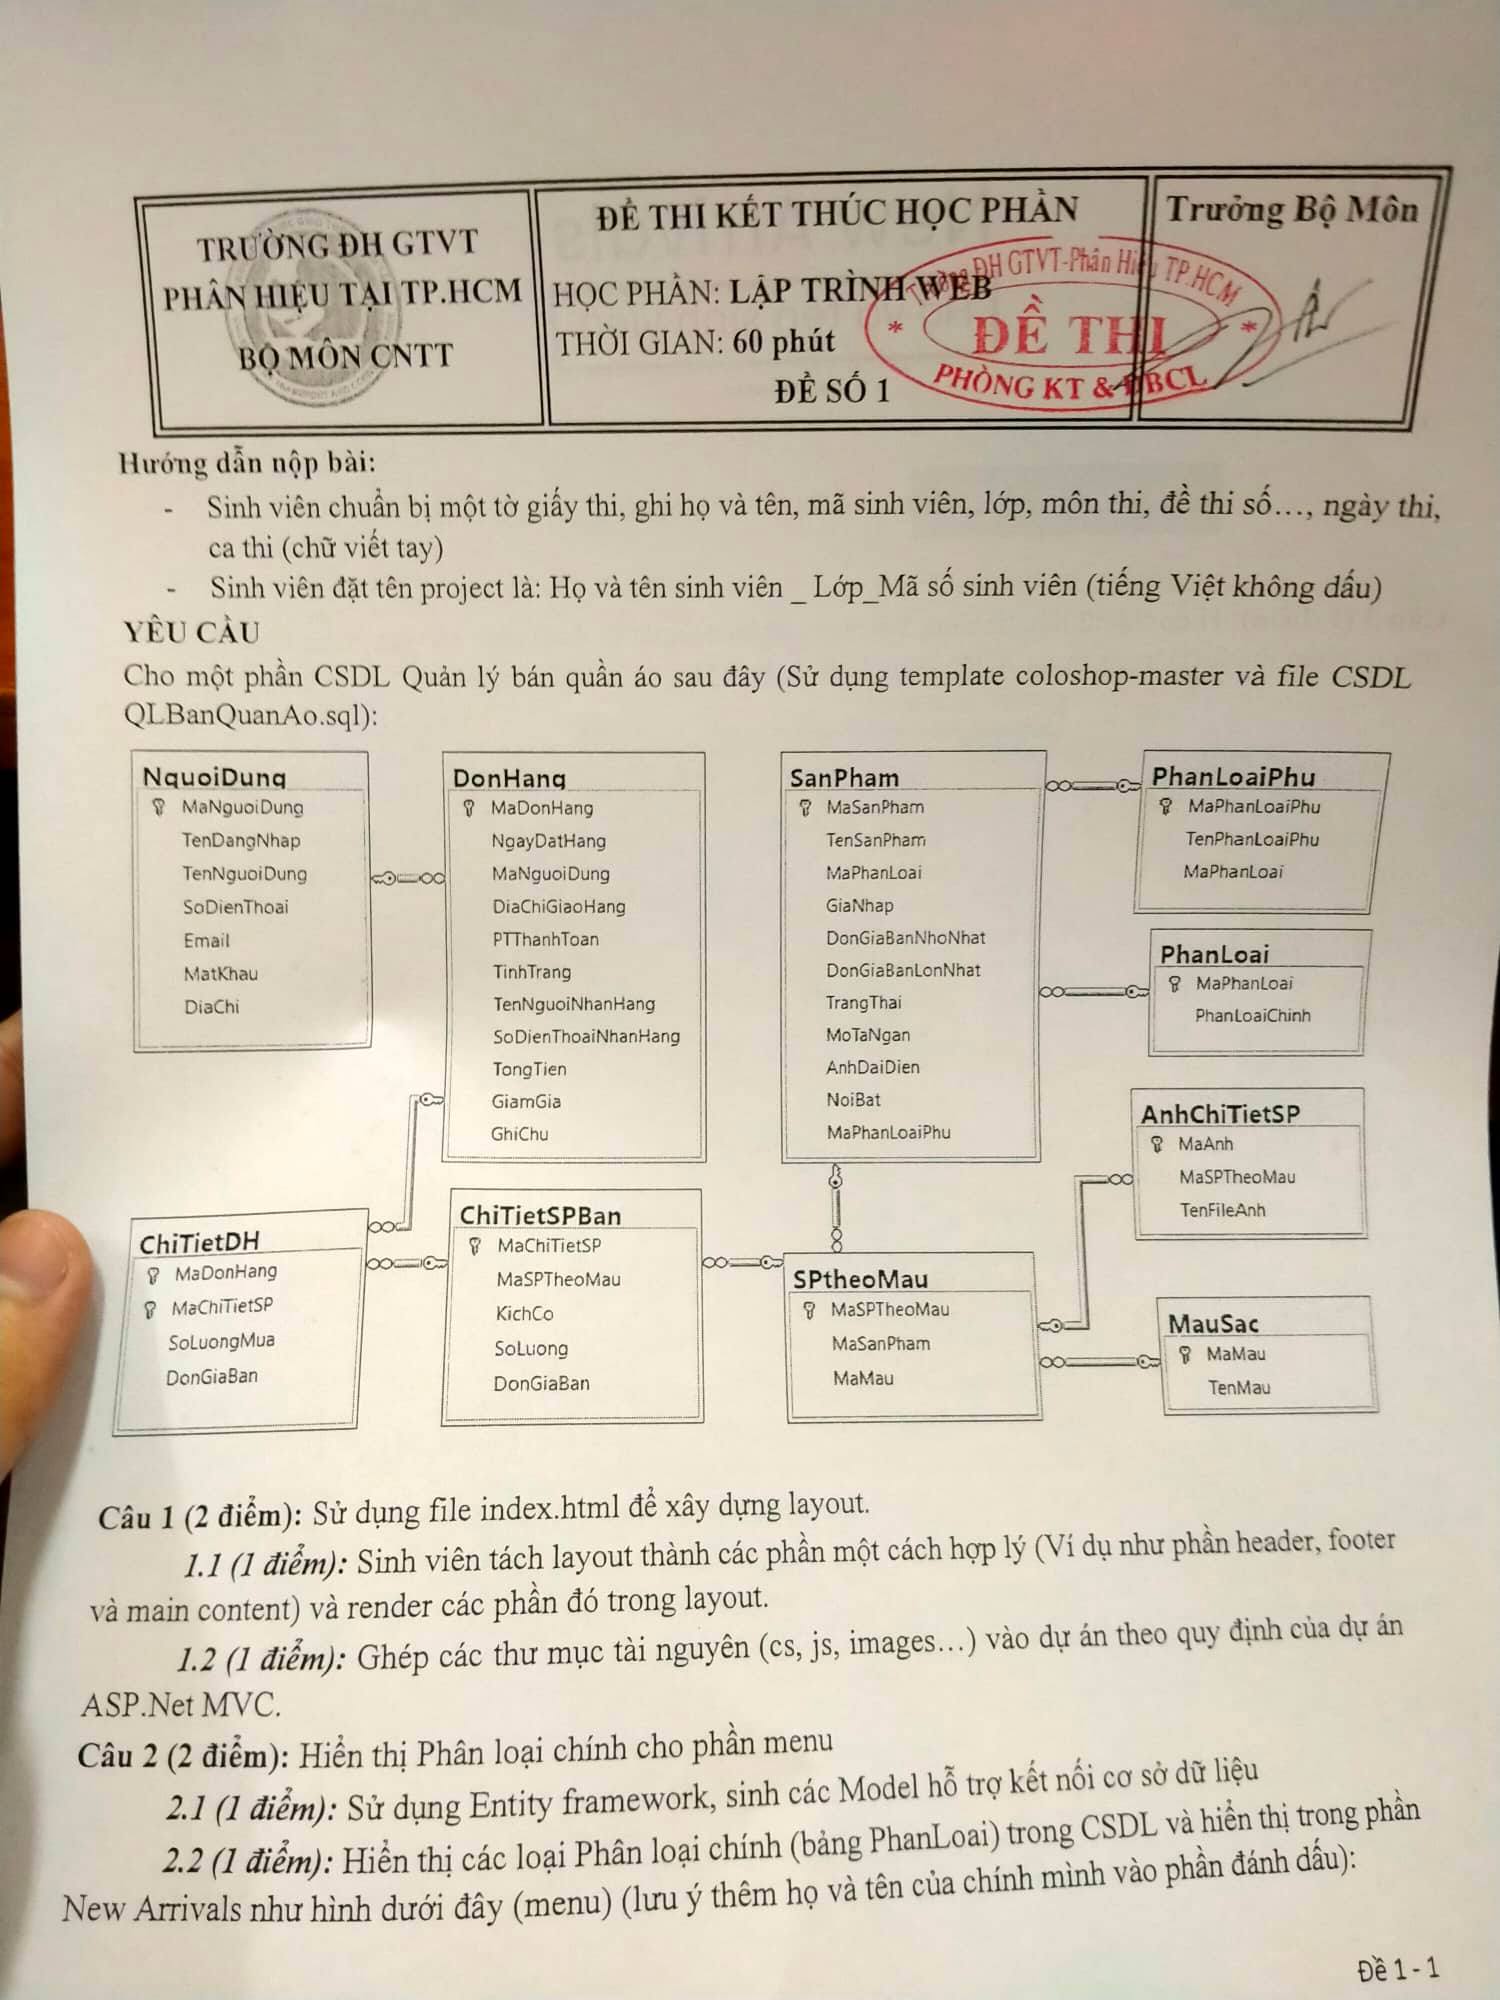 TRƯỜNG ĐH GTVT
PHÂN HIỆU TẠI TP.HCM
BỘ MÔN CNTT
ĐỀ THI KẾT THÚC HỌC PHẦN
HỌC PHẦN: LẬP TRÌNH WEB
THỜI GIAN: 60 phút
ĐỀ SỐ 1
Trưởng Bộ Môn
Trường ĐH GTVT-Phân Hiệu TP.HCM
* ĐỀ THI *
PHÒNG KT & ĐBCL
Hướng dẫn nộp bài:
- Sinh viên chuẩn bị một tờ giấy thi, ghi họ và tên, mã sinh viên, lớp, môn thi, đề thi số…, ngày thi,
ca thi (chữ viết tay)
- Sinh viên đặt tên project là: Họ và tên sinh viên _ Lớp_Mã số sinh viên (tiếng Việt không dấu)
YÊU CẦU
Cho một phần CSDL Quản lý bán quần áo sau đây (Sử dụng template coloshop-master và file CSDL
QLBanQuanAo.sql):
NguoiDung
MaNguoiDung
TenDangNhap
TenNguoiDung
SoDienThoai
Email
MatKhau
DiaChi
DonHang
MaDonHang
NgayDatHang
MaNguoiDung
DiaChiGiaoHang
PTThanhToan
TinhTrang
TenNguoiNhanHang
SoDienThoaiNhanHang
TongTien
GiamGia
GhiChu
SanPham
MaSanPham
TenSanPham
MaPhanLoai
GiaNhap
DonGiaBanNhoNhat
DonGiaBanLonNhat
TrangThai
MoTaNgan
AnhDaiDien
NoiBat
MaPhanLoaiPhu
PhanLoaiPhu
MaPhanLoaiPhu
TenPhanLoaiPhu
MaPhanLoai
PhanLoai
MaPhanLoai
PhanLoaiChinh
AnhChiTietSP
MaAnh
MaSPTheoMau
TenFileAnh
ChiTietDH
MaDonHang
MaChiTietSP
SoLuongMua
DonGiaBan
ChiTietSPBan
MaChiTietSP
MaSPTheoMau
KichCo
SoLuong
DonGiaBan
SPtheoMau
MaSPTheoMau
MaSanPham
MaMau
MauSac
MaMau
TenMau
Câu 1 (2 điểm): Sử dụng file index.html để xây dựng layout.
1.1 (1 điểm): Sinh viên tách layout thành các phần một cách hợp lý (Ví dụ như phần header, footer
và main content) và render các phần đó trong layout.
1.2 (1 điểm): Ghép các thư mục tài nguyên (cs, js, images…) vào dự án theo quy định của dự án
ASP.Net MVC.
Câu 2 (2 điểm): Hiển thị Phân loại chính cho phần menu
2.1 (1 điểm): Sử dụng Entity framework, sinh các Model hỗ trợ kết nối cơ sở dữ liệu
2.2 (1 điểm): Hiển thị các loại Phân loại chính (bảng PhanLoai) trong CSDL và hiển thị trong phần
New Arrivals như hình dưới đây (menu) (lưu ý thêm họ và tên của chính mình vào phần đánh dấu):
Đề 1 - 1